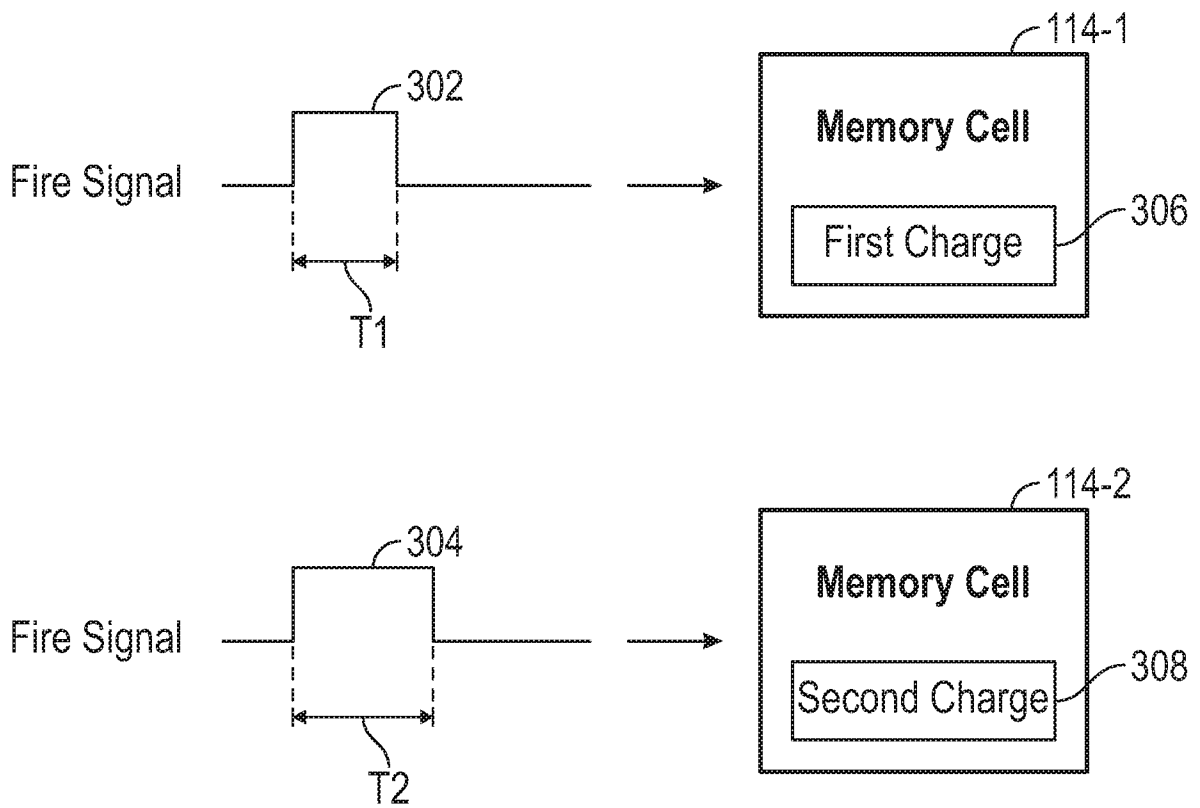 114-1
302
Memory Cell
Fire Signal
306
First Charge
T1
114-2
304
Memory Cell
Fire Signal
308
Second Charge
T2